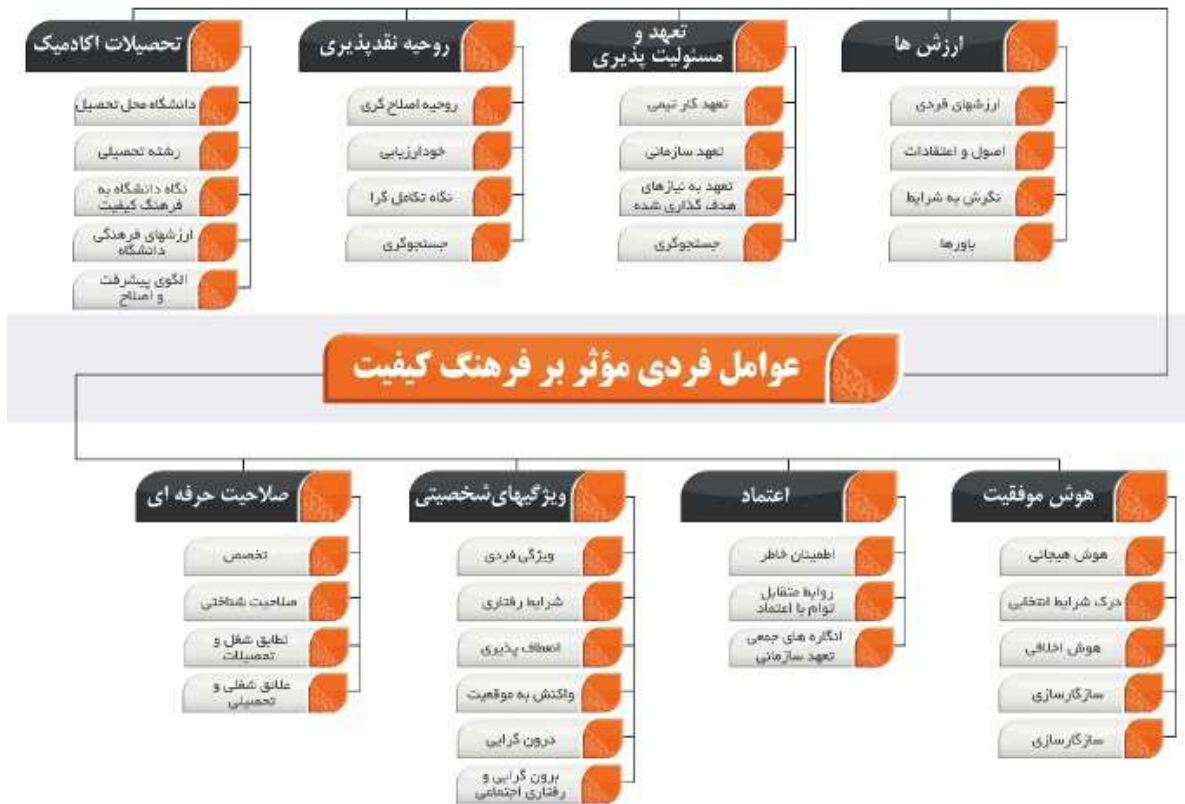 ارزش ها
ارزشهای فردی
اصول و اعتقادات
نگرش به شرایط
باورها
تعهد و
مسئولیت پذیری
تعهد کار تیمی
تعهد سازمانی
تعهد به نیازهای
هدف گذاری شده
جستجوگری
روحیه نقدپذیری
روحیه اصلاح گری
خودارزیابی
نگاه تکامل گرا
جستجوگری
تحصیلات اکادمیک
دانشگاه محل تحصیل
رشته تحصیلی
نگاه دانشگاه به
فرهنگ کیفیت
ارزشهای فرهنگی
دانشگاه
الگوی پیشرفت
و اصلاح
عوامل فردی مؤثر بر فرهنگ کیفیت
هوش موفقیت
هوش هیجانی
درک شرایط انتخابی
هوش اخلاقی
سازگارسازی
سازگارسازی
اعتماد
اطمینان خاطر
روابط متقابل
توام با اعتماد
انگاره های جمعی
تعهد سازمانی
ویژگیهای شخصیتی
ویژگی فردی
شرایط رفتاری
انعطاف پذیری
واکنش به موقعیت
درون گرایی
برون گرایی و
رفتاری اجتماعی
صلاحیت حرفه ای
تخصص
صلاحیت شناختی
تطابق شغل و
تحصیلات
علائق شغلی و
تحصیلی